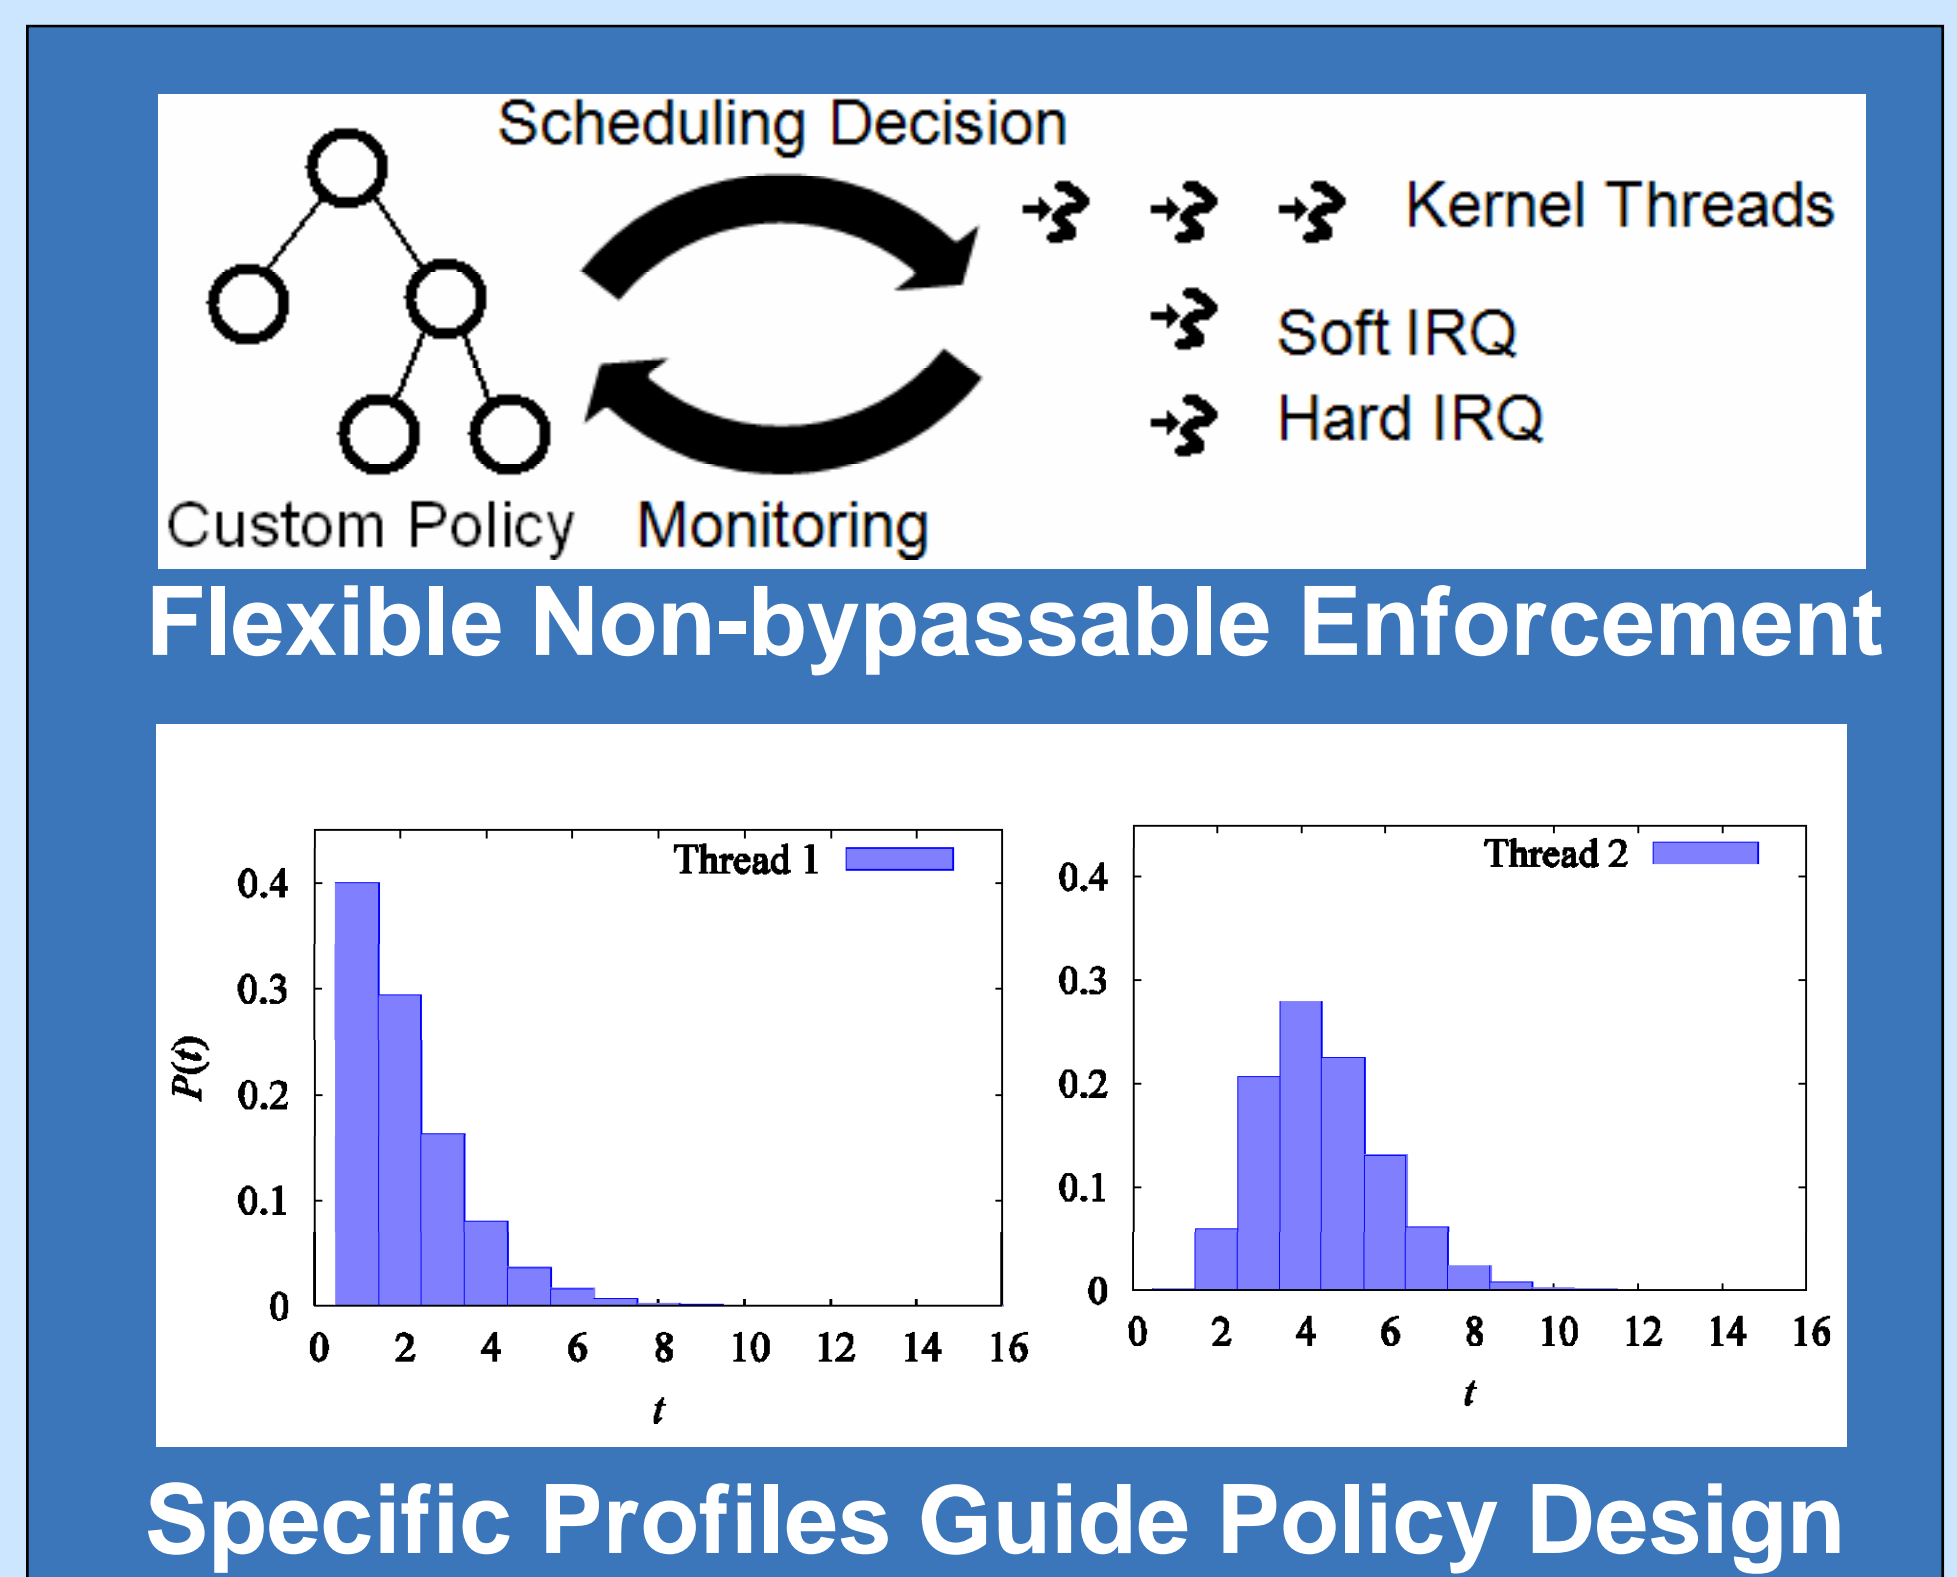 Scheduling Decision
Kernel Threads
Soft IRQ
Hard IRQ
Custom Policy
Monitoring
Flexible Non-bypassable Enforcement
Thread 1
0.4
0.3
0.2
0.1
0
P(t)
0 2 4 6 8 10 12 14 16
t
Thread 2
0.4
0.3
0.2
0.1
0
0 2 4 6 8 10 12 14 16
t
Specific Profiles Guide Policy Design